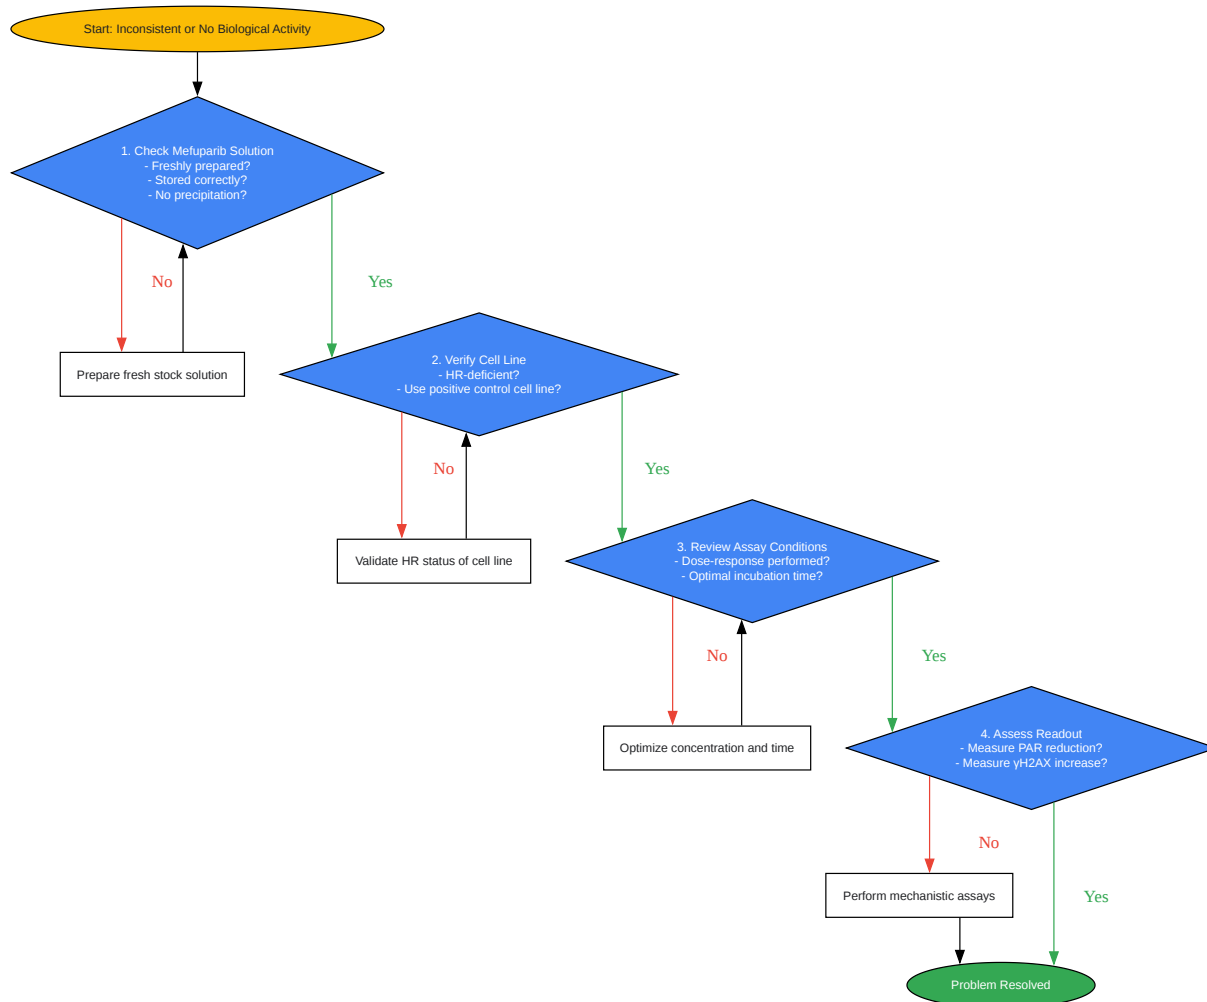 Start: Inconsistent or No Biological Activity
1. Check Mefuparib Solution
- Freshly prepared?
- Stored correctly?
- No precipitation?
No
Yes
Prepare fresh stock solution
2. Verify Cell Line
- HR-deficient?
- Use positive control cell line?
No
Yes
Validate HR status of cell line
3. Review Assay Conditions
- Dose-response performed?
- Optimal incubation time?
No
Yes
Optimize concentration and time
4. Assess Readout
- Measure PAR reduction?
- Measure γH2AX increase?
No
Yes
Perform mechanistic assays
Problem Resolved